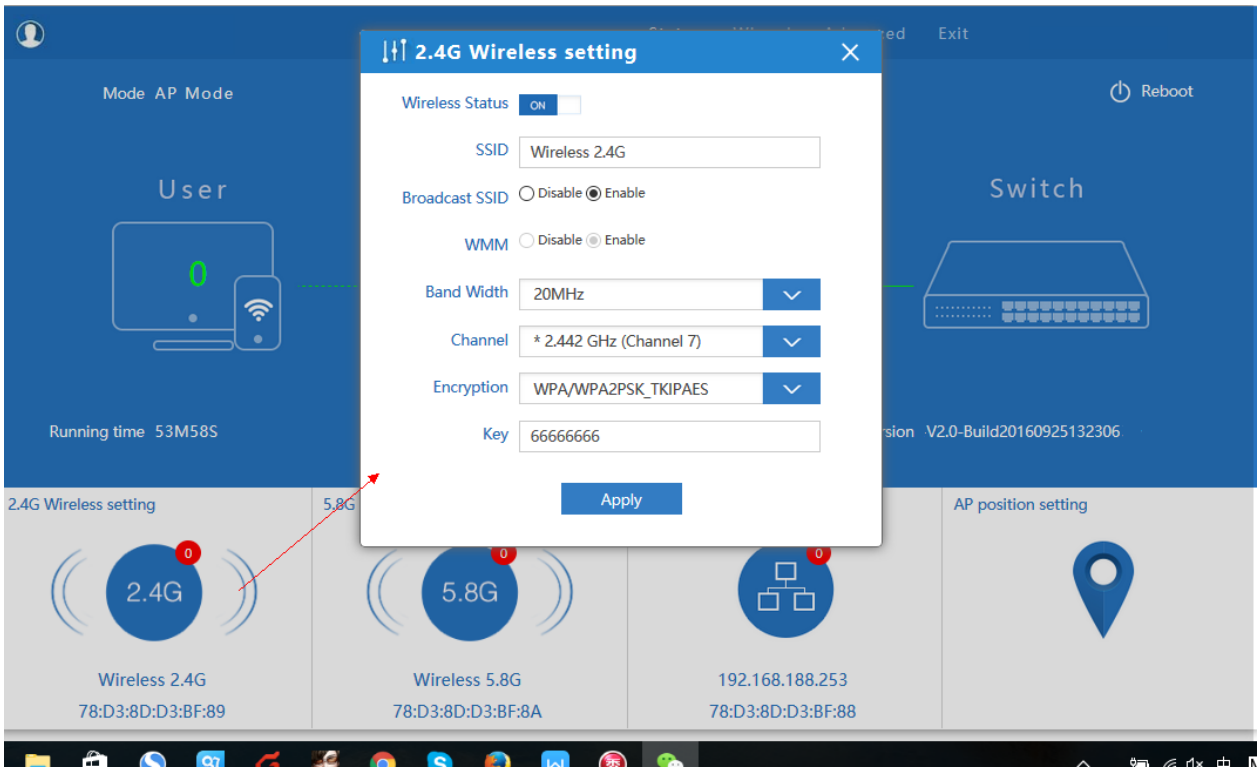 Exit
2.4G Wireless setting
Mode AP Mode
Reboot
Wireless Status ON
SSID Wireless 2.4G
Broadcast SSID Disable Enable
WMM Disable Enable
Band Width 20MHz
Channel * 2.442 GHz (Channel 7)
Encryption WPA/WPA2PSK_TKIPAES
Key 66666666
Apply
User
0
Switch
Running time 53M58S
V2.0-Build20160925132306
2.4G Wireless setting
5.8G
AP position setting
0
2.4G
0
5.8G
0
Wireless 2.4G
78:D3:8D:D3:BF:89
Wireless 5.8G
78:D3:8D:D3:BF:8A
192.168.188.253
78:D3:8D:D3:BF:88
中